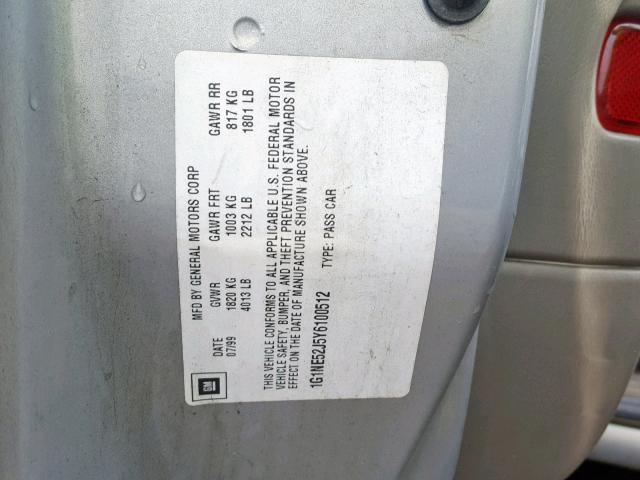 MFD BY GENERAL MOTORS CORP
DATE GVWR GAWR FRT GAWR RR
07/99 1820 KG 1003 KG 817 KG
4013 LB 2212 LB 1801 LB
THIS VEHICLE CONFORMS TO ALL APPLICABLE U.S. FEDERAL MOTOR
VEHICLE SAFETY, BUMPER, AND THEFT PREVENTION STANDARDS IN
EFFECT ON THE DATE OF MANUFACTURE SHOWN ABOVE.
1G1NE52J5Y6100512 TYPE: PASS CAR
GM